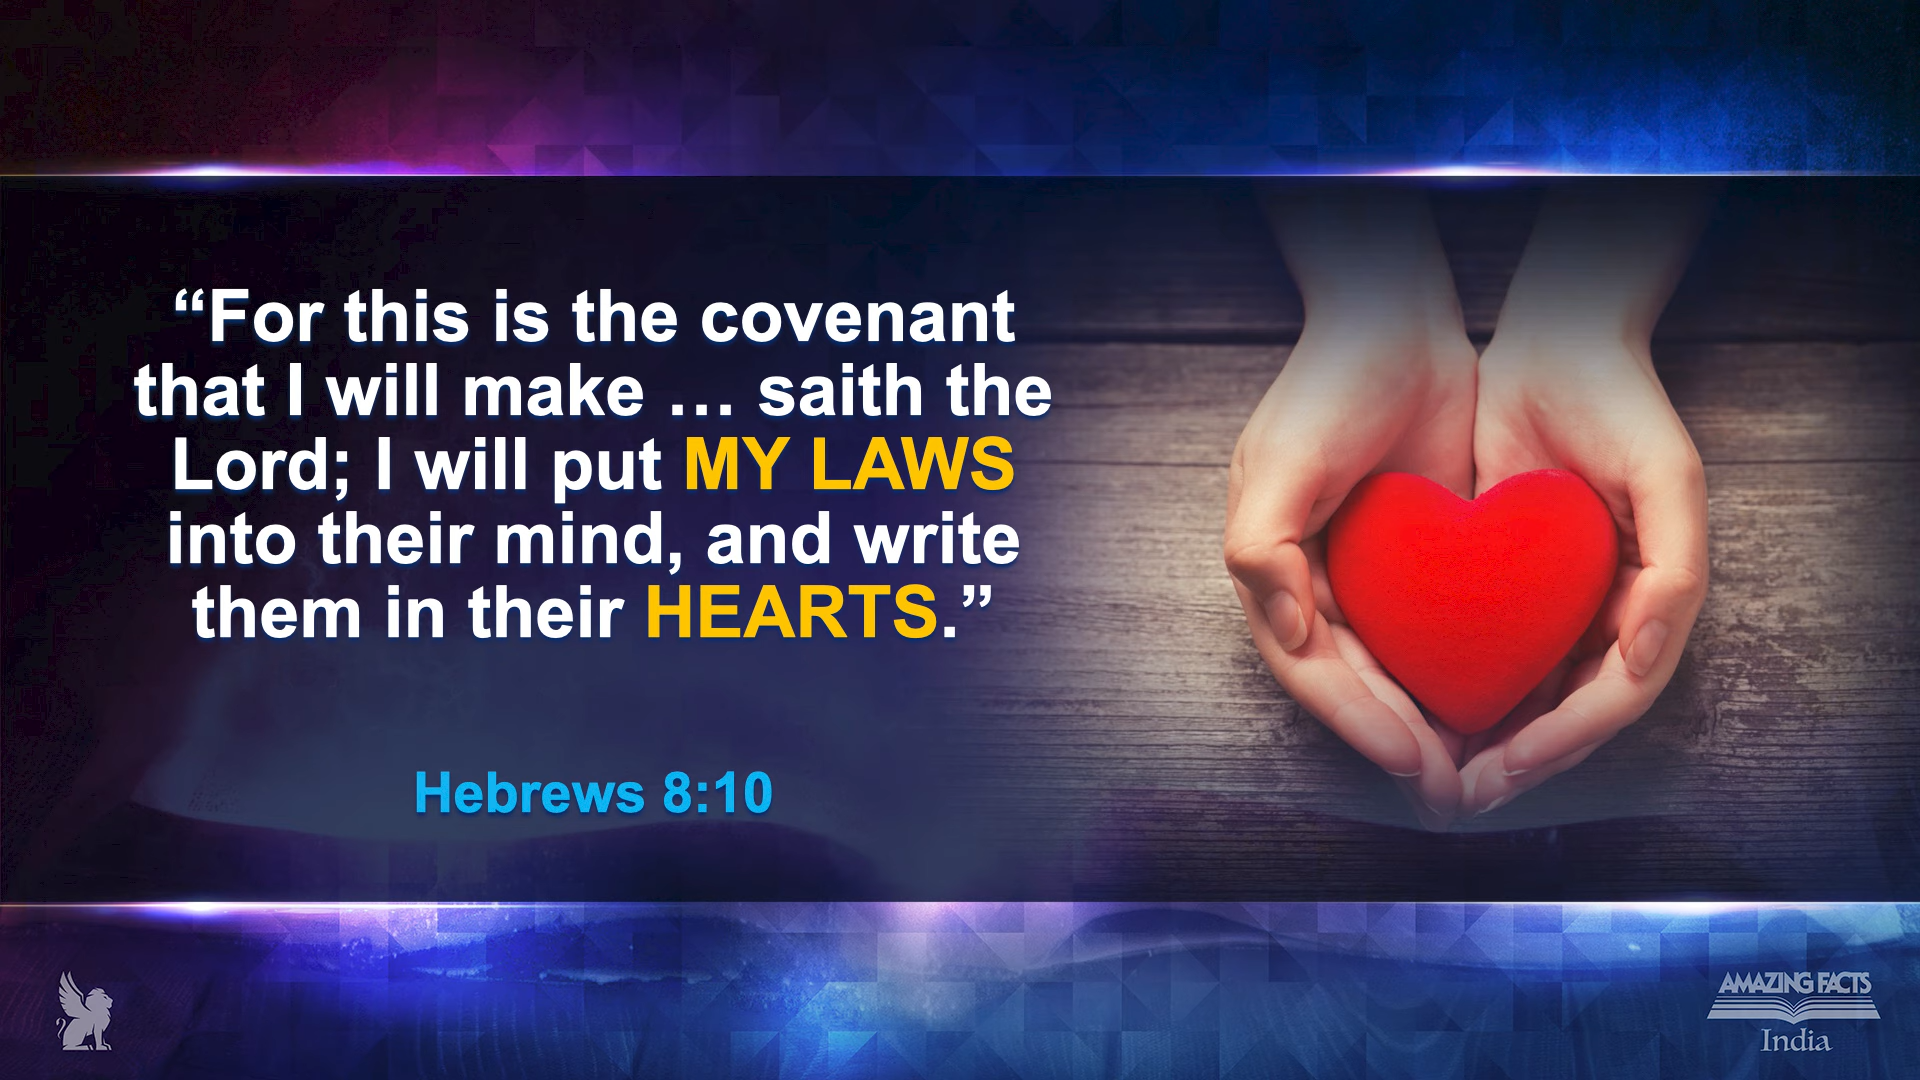 “For this is the covenant
that I will make … saith the
Lord; I will put MY LAWS
into their mind, and write
them in their HEARTS.”
Hebrews 8:10
AMAZING FACTS
India